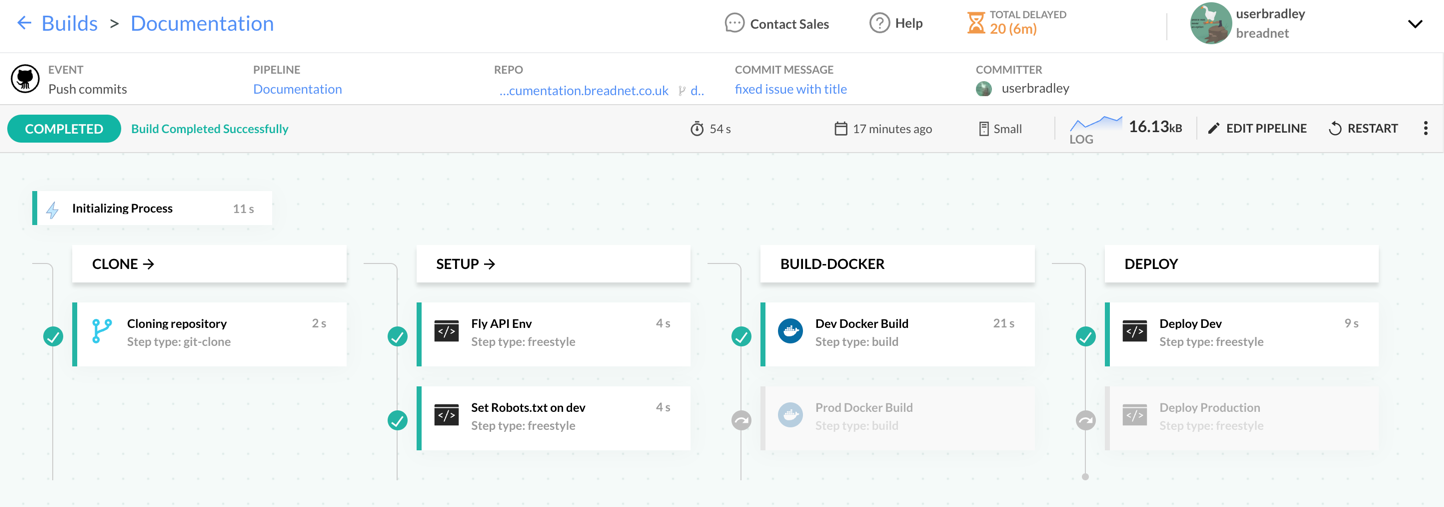 ← Builds > Documentation
Contact Sales
Help
TOTAL DELAYED
20 (6m)
userbradley
breadnet
EVENT
Push commits
PIPELINE
Documentation
REPO
...cumentation.breadnet.co.uk d..
COMMIT MESSAGE
fixed issue with title
COMMITTER
userbradley
COMPLETED
Build Completed Successfully
54 s
17 minutes ago
Small
LOG
16.13kB
EDIT PIPELINE
RESTART
Initializing Process 11 s
CLONE →
Cloning repository 2 s
Step type: git-clone
SETUP →
Fly API Env 4 s
Step type: freestyle
Set Robots.txt on dev 4 s
Step type: freestyle
BUILD-DOCKER
Dev Docker Build 21 s
Step type: build
Prod Docker Build
Step type: build
DEPLOY
Deploy Dev 9 s
Step type: freestyle
Deploy Production
Step type: freestyle